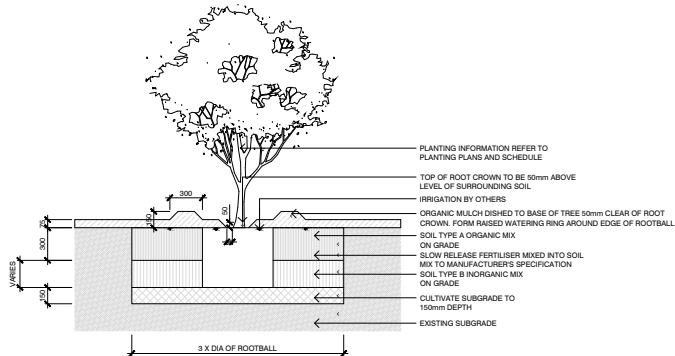 PLANTING INFORMATION REFER TO
PLANTING PLANS AND SCHEDULE
TOP OF ROOT CROWN TO BE 50mm ABOVE
LEVEL OF SURROUNDING SOIL
IRRIGATION BY OTHERS
ORGANIC MULCH DISHED TO BASE OF TREE 50mm CLEAR OF ROOT
CROWN. FORM RAISED WATERING RING AROUND EDGE OF ROOTBALL
SOIL TYPE A ORGANIC MIX
ON GRADE
SLOW RELEASE FERTILISER MIXED INTO SOIL
MIX TO MANUFACTURER'S SPECIFICATION
SOIL TYPE B INORGANIC MIX
ON GRADE
CULTIVATE SUBGRADE TO
150mm DEPTH
EXISTING SUBGRADE
300
150
50
75
300
VARIES
150
3 X DIA OF ROOTBALL